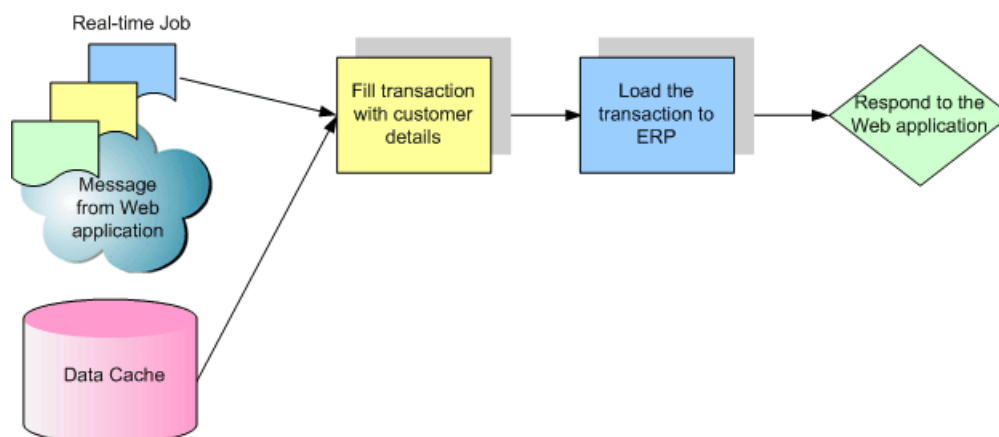 Real-time Job
Message
from Web
application
Data Cache
Fill transaction
with customer
details
Load the
transaction to
ERP
Respond to the
Web application